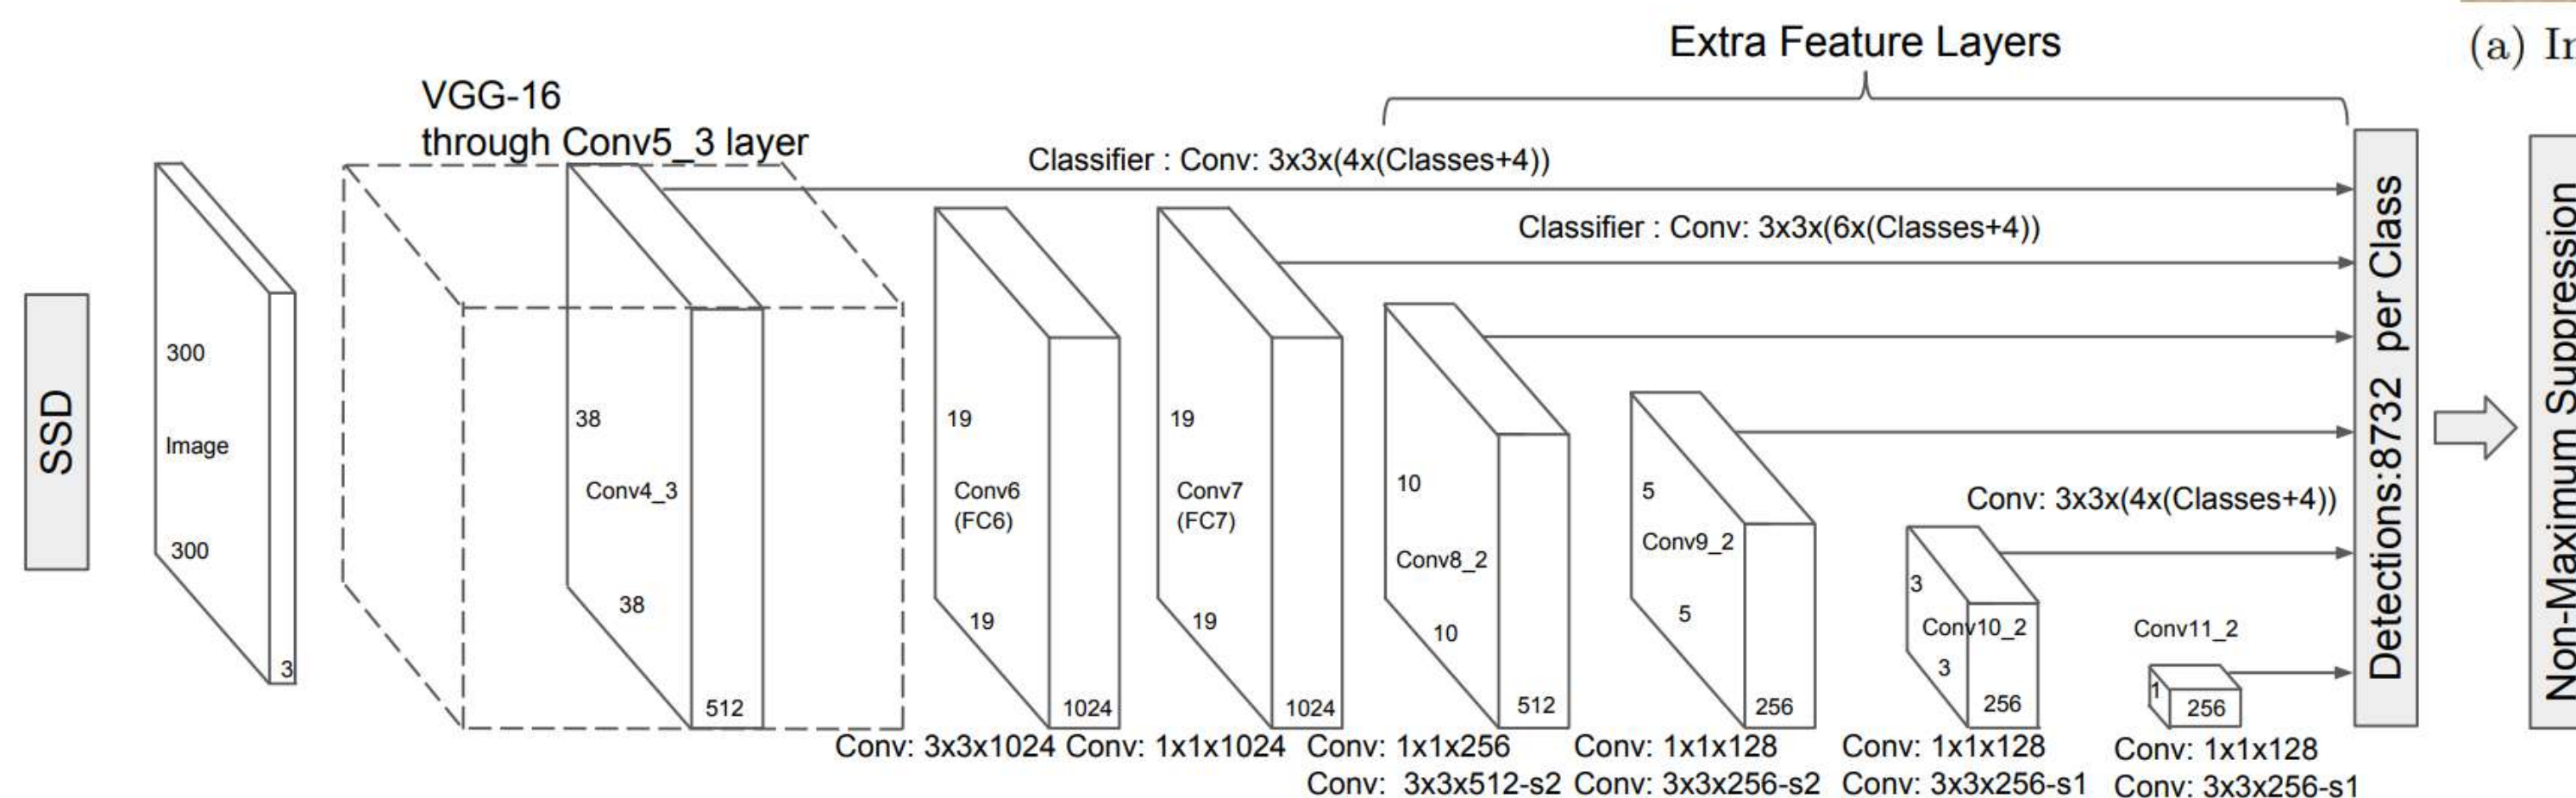 Extra Feature Layers
(a) In
VGG-16
through Conv5_3 layer
Classifier : Conv: 3x3x(4x(Classes+4))
Classifier : Conv: 3x3x(6x(Classes+4))
SSD
300
Image
300
3
38
Conv4_3
38
512
19
Conv6
(FC6)
19
1024
19
Conv7
(FC7)
19
1024
10
Conv8_2
10
512
5
Conv9_2
5
256
Conv: 3x3x(4x(Classes+4))
3
Conv10_2
3
256
Conv11_2
1
256
Detections:8732 per Class
Non-Maximum Suppression
Conv: 3x3x1024
Conv: 1x1x1024
Conv: 1x1x256
Conv: 3x3x512-s2
Conv: 1x1x128
Conv: 3x3x256-s2
Conv: 1x1x128
Conv: 3x3x256-s1
Conv: 1x1x128
Conv: 3x3x256-s1